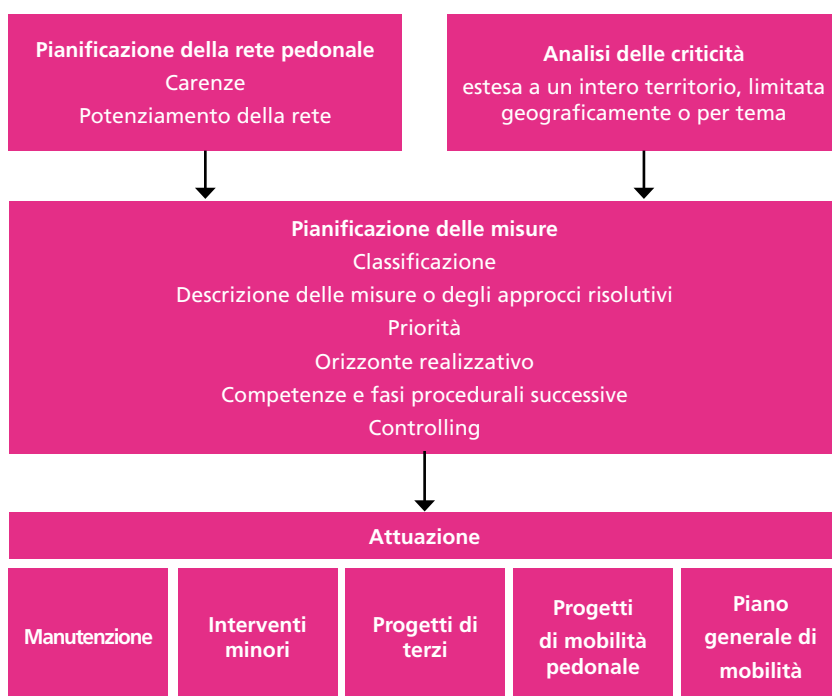 Pianificazione della rete pedonale
Carenze
Potenziamento della rete
Analisi delle criticità
estesa a un intero territorio, limitata
geograficamente o per tema
Pianificazione delle misure
Classificazione
Descrizione delle misure o degli approcci risolutivi
Priorità
Orizzonte realizzativo
Competenze e fasi procedurali successive
Controlling
Attuazione
Manutenzione
Interventi
minori
Progetti di
terzi
Progetti
di mobilità
pedonale
Piano
generale di
mobilità